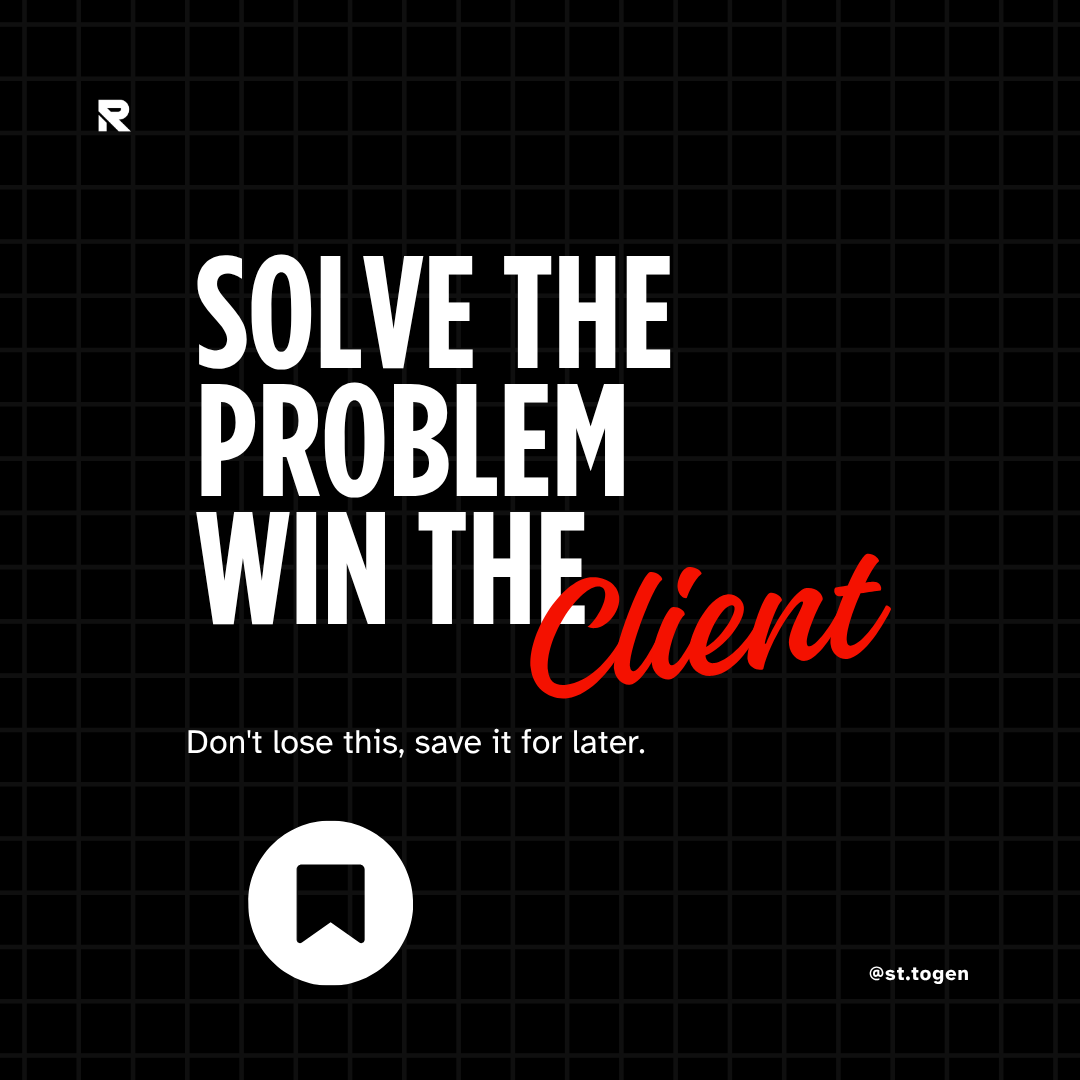 R
SOLVE THE
PROBLEM
WIN THE
Client
Don't lose this, save it for later.
@st.togen